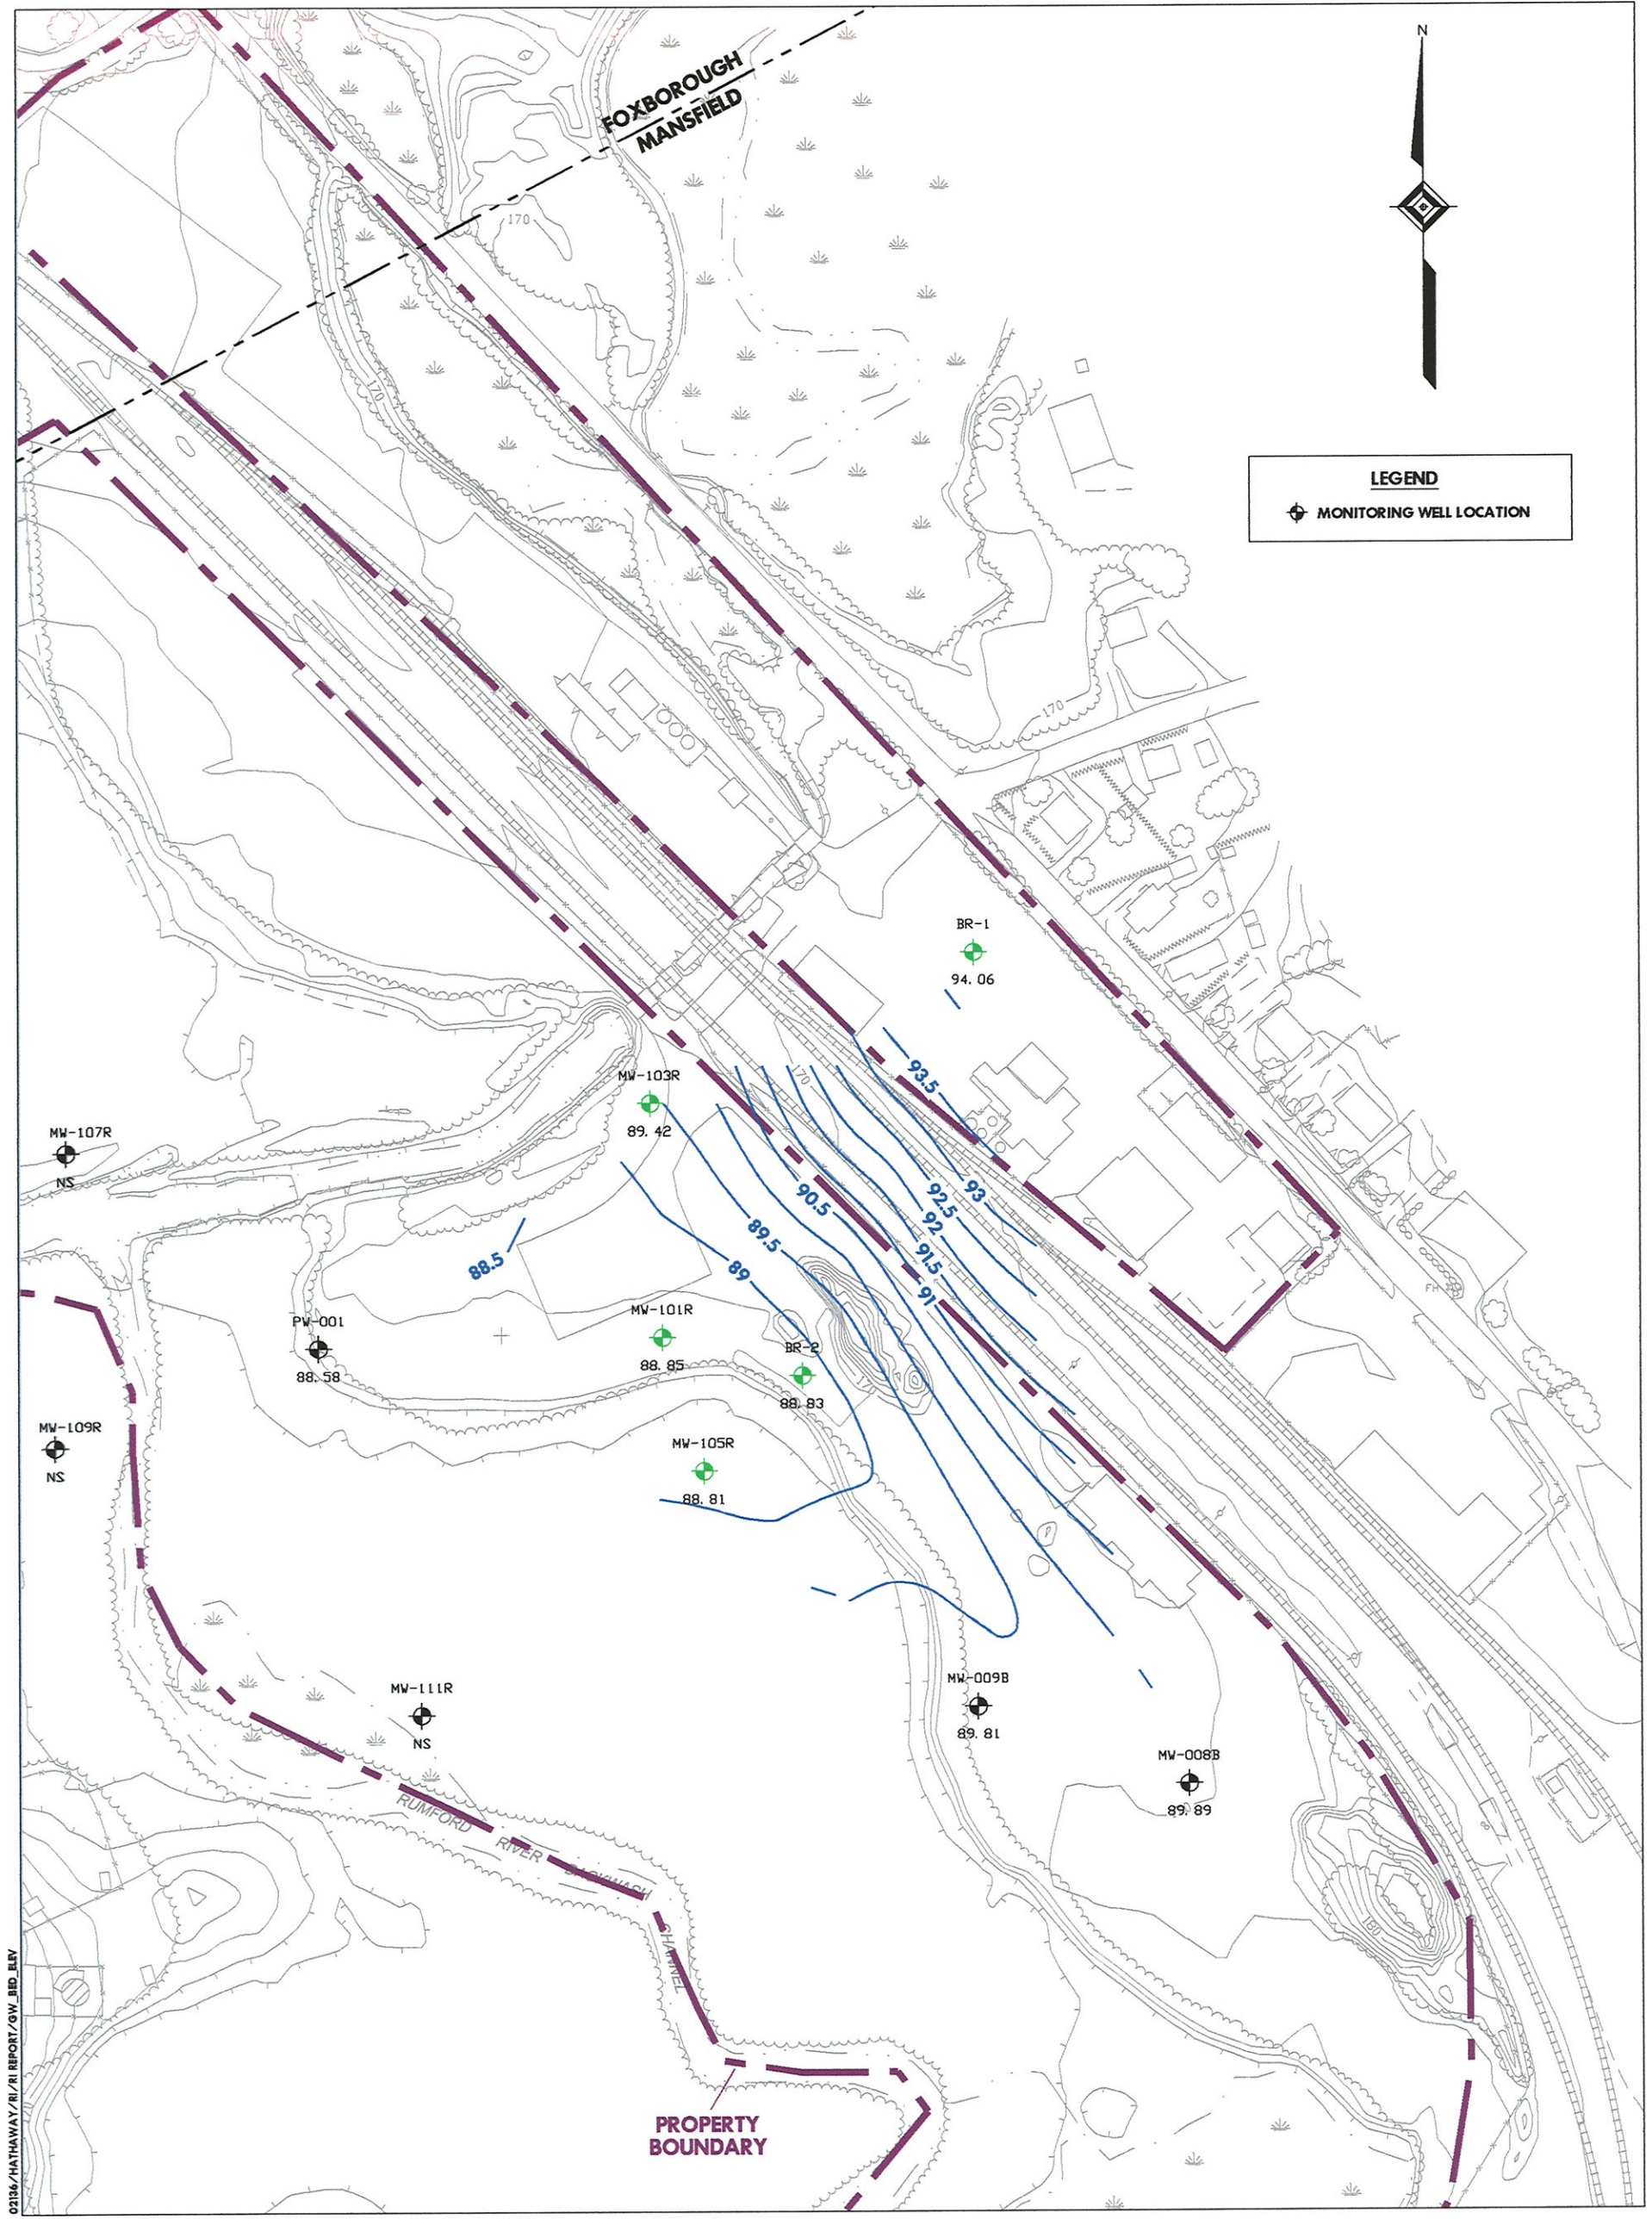 N
FOXBOROUGH
MANSFIELD
170
170
LEGEND
MONITORING WELL LOCATION
170
BR-1
94.06
170
93.5
MW-103R
89.42
MW-107R
NS
93
92.5
90.5
92
89.5
91.5
88.5
89
91
FH
MW-101R
88.85
PW-001
88.58
BR-2
88.83
MW-109R
NS
MW-105R
88.81
MW-009B
89.81
MW-111R
NS
MW-008B
89.89
RUMFORD
RIVER
BACKWASH
CHANNEL
180
PROPERTY
BOUNDARY
02136/HATHAWAY/RI/RI REPORT/GW_BED_ELEV